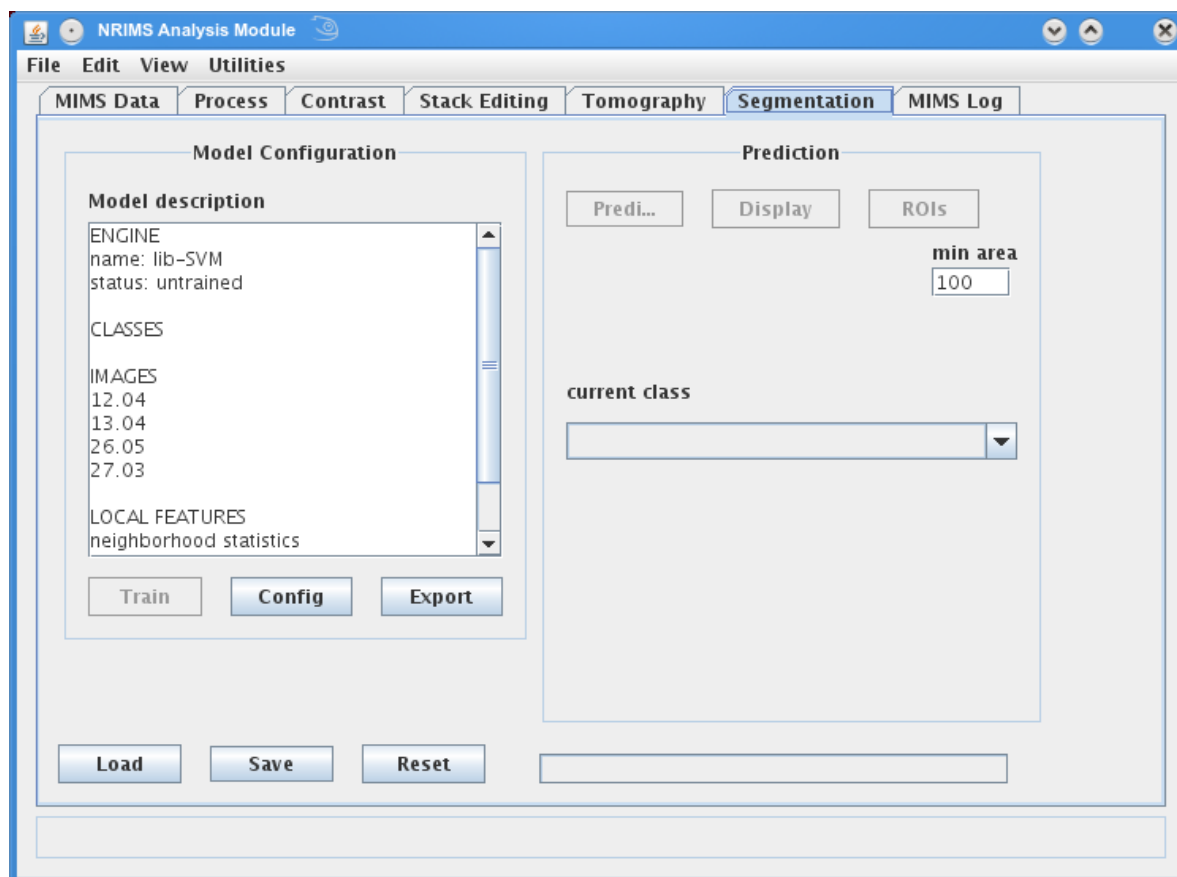 NRIMS Analysis Module
File Edit View Utilities
MIMS Data Process Contrast Stack Editing Tomography Segmentation MIMS Log
Model Configuration
Model description
ENGINE
name: lib-SVM
status: untrained
CLASSES
IMAGES
12.04
13.04
26.05
27.03
LOCAL FEATURES
neighborhood statistics
Train Config Export
Prediction
Predi... Display ROIs
min area
100
current class
Load Save Reset